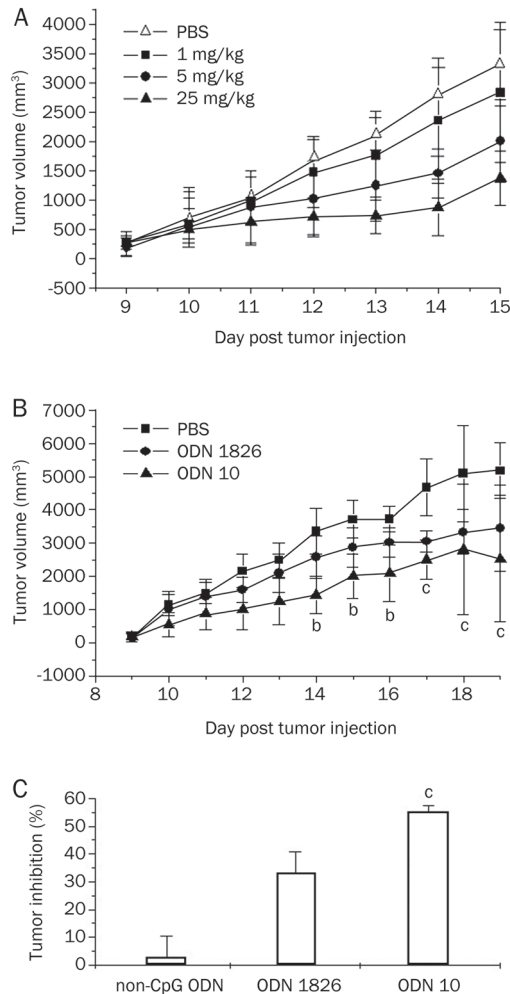 A
PBS
1 mg/kg
5 mg/kg
25 mg/kg
4000
3500
3000
2500
2000
1500
1000
500
0
-500
Tumor volume (mm³)
9 10 11 12 13 14 15
Day post tumor injection
B
PBS
ODN 1826
ODN 10
7000
6000
5000
4000
3000
2000
1000
0
-1000
Tumor volume (mm³)
b b b c c c
8 10 12 14 16 18
Day post tumor injection
C
60
50
40
30
20
10
0
Tumor inhibition (%)
c
non-CpG ODN ODN 1826 ODN 10